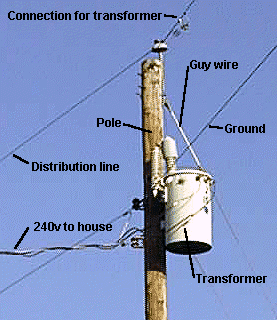 Connection for transformer
Guy wire
Pole
Ground
Distribution line
240v to house
Transformer